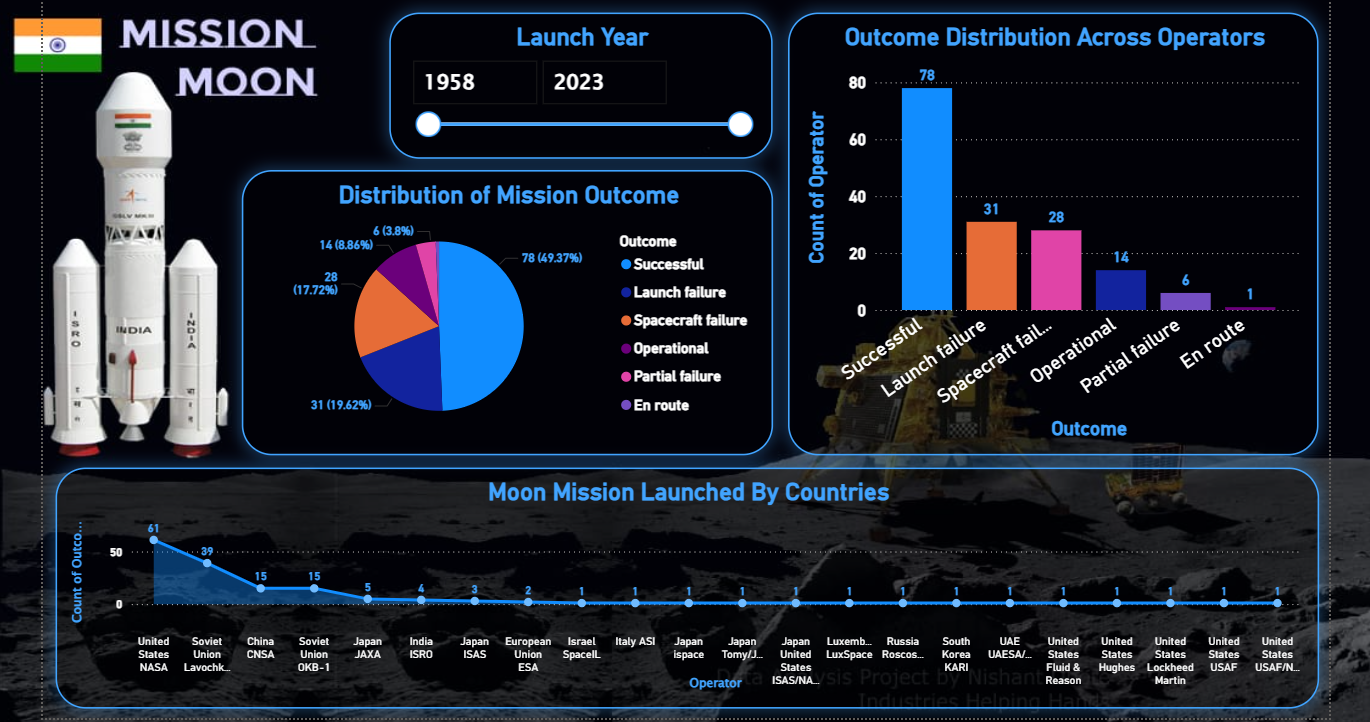 MISSION
MOON
GSLV MK III
INDIA
ISRO
INDIA
Launch Year
1958
2023
Distribution of Mission Outcome
6 (3.8%)
14 (8.86%)
28
(17.72%)
31 (19.62%)
78 (49.37%)
Outcome
Successful
Launch failure
Spacecraft failure
Operational
Partial failure
En route
Outcome Distribution Across Operators
Count of Operator
80
60
40
20
0
78
31
28
14
6
1
Successful
Launch failure
Spacecraft fail...
Operational
Partial failure
En route
Outcome
Moon Mission Launched By Countries
Count of Outco...
50
0
61
39
15
15
5
4
3
2
1
1
1
1
1
1
1
1
1
1
1
1
1
1
United States NASA
Soviet Union Lavochk...
China CNSA
Soviet Union OKB-1
Japan JAXA
India ISRO
Japan ISAS
European Union ESA
Israel SpaceIL
Italy ASI
Japan ispace
Japan Tomy/J...
Japan United States ISAS/NA...
Luxemb... LuxSpace
Russia Roscos...
South Korea KARI
UAE UAESA/...
United States Fluid & Reason
United States Hughes
United States Lockheed Martin
United States USAF
United States USAF/N...
Operator
Analysis Project by Nishant
Industries Helping